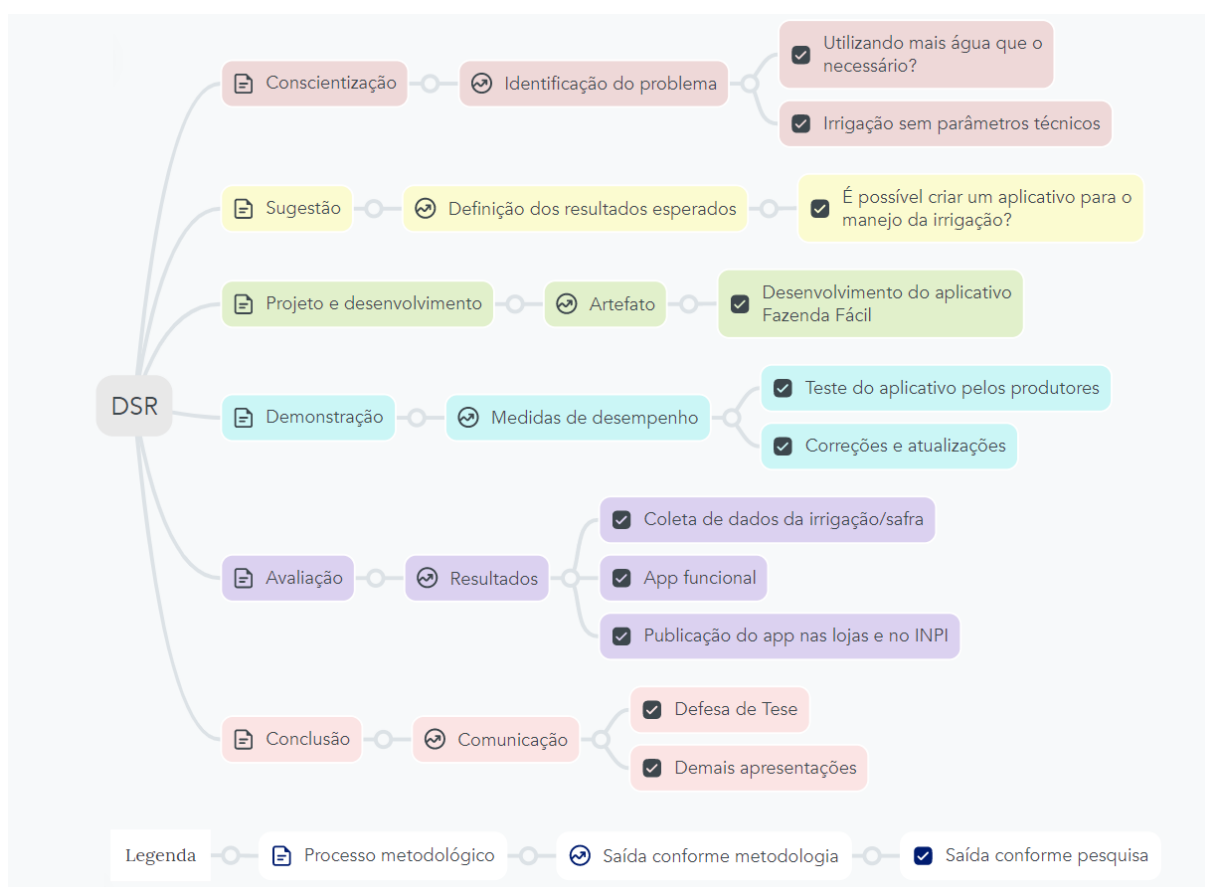 DSR
Conscientização
Identificação do problema
Utilizando mais água que o
necessário?
Irrigação sem parâmetros técnicos
Sugestão
Definição dos resultados esperados
É possível criar um aplicativo para o
manejo da irrigação?
Projeto e desenvolvimento
Artefato
Desenvolvimento do aplicativo
Fazenda Fácil
Demonstração
Medidas de desempenho
Teste do aplicativo pelos produtores
Correções e atualizações
Avaliação
Resultados
Coleta de dados da irrigação/safra
App funcional
Publicação do app nas lojas e no INPI
Conclusão
Comunicação
Defesa de Tese
Demais apresentações
Legenda
Processo metodológico
Saída conforme metodologia
Saída conforme pesquisa